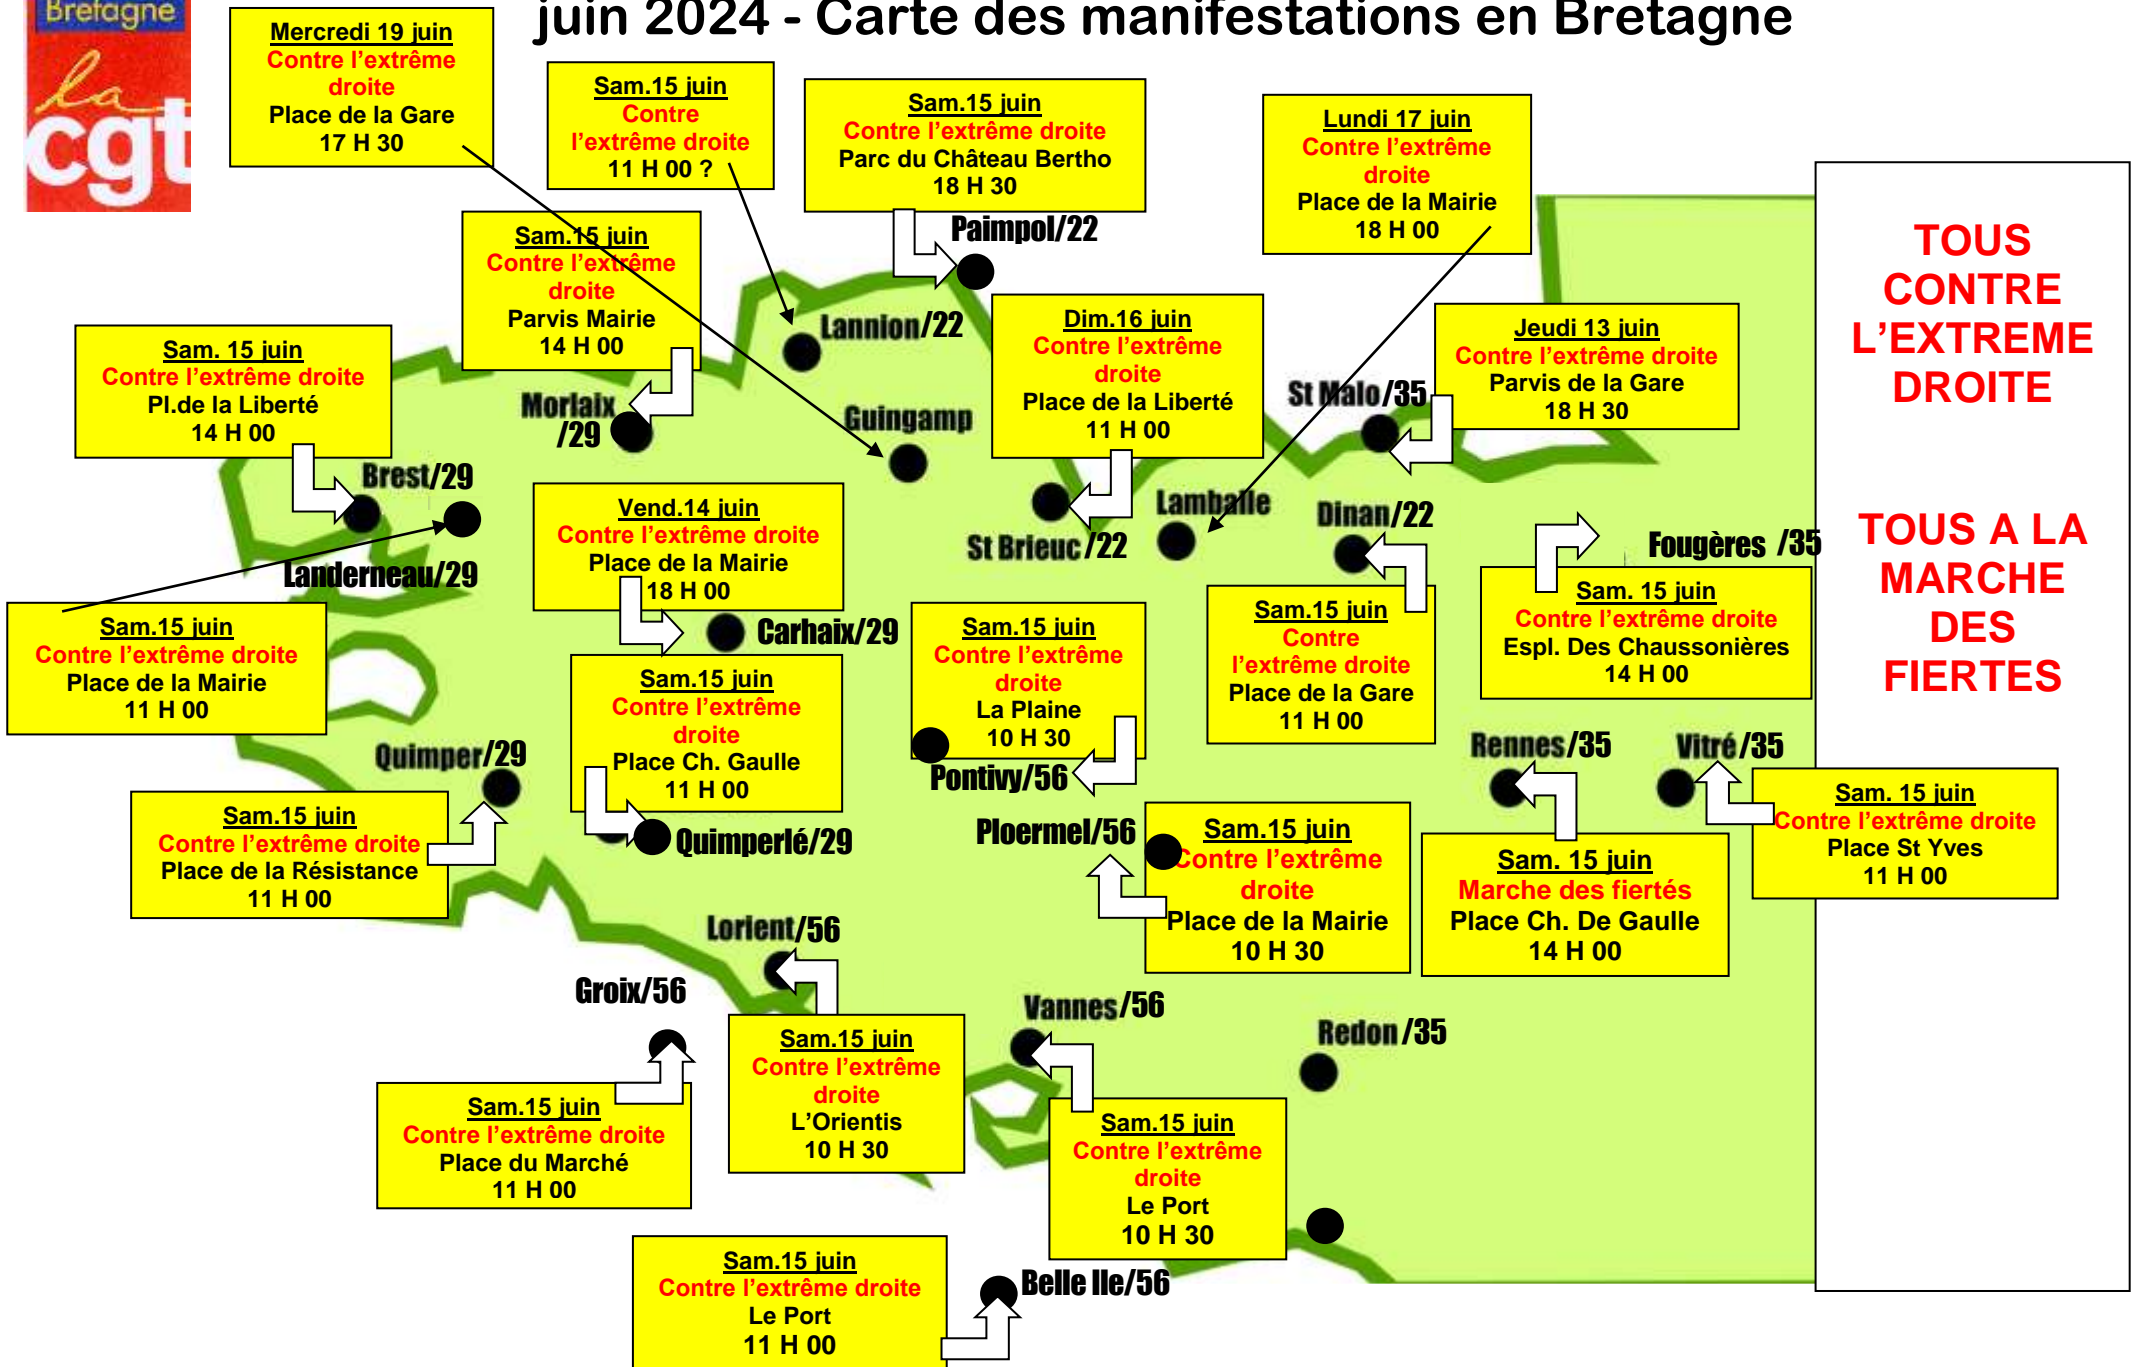 Bretagne
la
cgt
juin 2024 - Carte des manifestations en Bretagne
Mercredi 19 juin
Contre l'extrême
droite
Place de la Gare
17 H 30
Sam.15 juin
Contre
l'extrême droite
11 H 00 ?
Sam.15 juin
Contre l'extrême droite
Parc du Château Bertho
18 H 30
Lundi 17 juin
Contre l'extrême
droite
Place de la Mairie
18 H 00
TOUS
CONTRE
L'EXTREME
DROITE
TOUS A LA
MARCHE
DES
FIERTES
Paimpol/22
Sam.15 juin
Contre l'extrême
droite
Parvis Mairie
14 H 00
Lannion/22
Dim.16 juin
Contre l'extrême
droite
Place de la Liberté
11 H 00
Jeudi 13 juin
Contre l'extrême droite
Parvis de la Gare
18 H 30
St Malo/35
Sam. 15 juin
Contre l'extrême droite
Pl.de la Liberté
14 H 00
Morlaix
/29
Guingamp
Brest/29
Landerneau/29
Vend.14 juin
Contre l'extrême droite
Place de la Mairie
18 H 00
St Brieuc/22
Lamballe
Dinan/22
Fougères /35
Sam. 15 juin
Contre l'extrême droite
Espl. Des Chaussonières
14 H 00
Sam.15 juin
Contre l'extrême droite
Place de la Mairie
11 H 00
Carhaix/29
Sam.15 juin
Contre l'extrême
droite
La Plaine
10 H 30
Sam.15 juin
Contre
l'extrême droite
Place de la Gare
11 H 00
Sam.15 juin
Contre l'extrême
droite
Place Ch. Gaulle
11 H 00
Quimper/29
Pontivy/56
Rennes/35
Vitré/35
Sam.15 juin
Contre l'extrême droite
Place de la Résistance
11 H 00
Quimperlé/29
Ploermel/56
Sam.15 juin
Contre l'extrême
droite
Place de la Mairie
10 H 30
Sam. 15 juin
Marche des fiertés
Place Ch. De Gaulle
14 H 00
Sam. 15 juin
Contre l'extrême droite
Place St Yves
11 H 00
Lorient/56
Groix/56
Vannes/56
Redon/35
Sam.15 juin
Contre l'extrême
droite
L'Orientis
10 H 30
Sam.15 juin
Contre l'extrême droite
Place du Marché
11 H 00
Sam.15 juin
Contre l'extrême
droite
Le Port
10 H 30
Sam.15 juin
Contre l'extrême droite
Le Port
11 H 00
Belle Ile/56